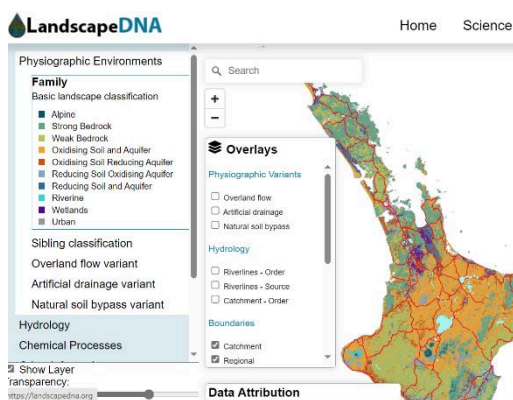 LandscapeDNA
Home
Science
Physiographic Environments
Family
Basic landscape classification
Alpine
Strong Bedrock
Weak Bedrock
Oxidising Soil and Aquifer
Oxidising Soil Reducing Aquifer
Reducing Soil Oxidising Aquifer
Reducing Soil and Aquifer
Riverine
Wetlands
Urban
Sibling classification
Overland flow variant
Artificial drainage variant
Natural soil bypass variant
Hydrology
Chemical Processes
Show Layer
Transparency:
https://landscapedna.org
Search
+
−
Overlays
Physiographic Variants
Overland flow
Artificial drainage
Natural soil bypass
Hydrology
Riverlines - Order
Riverlines - Source
Catchment - Order
Boundaries
Catchment
Regional
Data Attribution